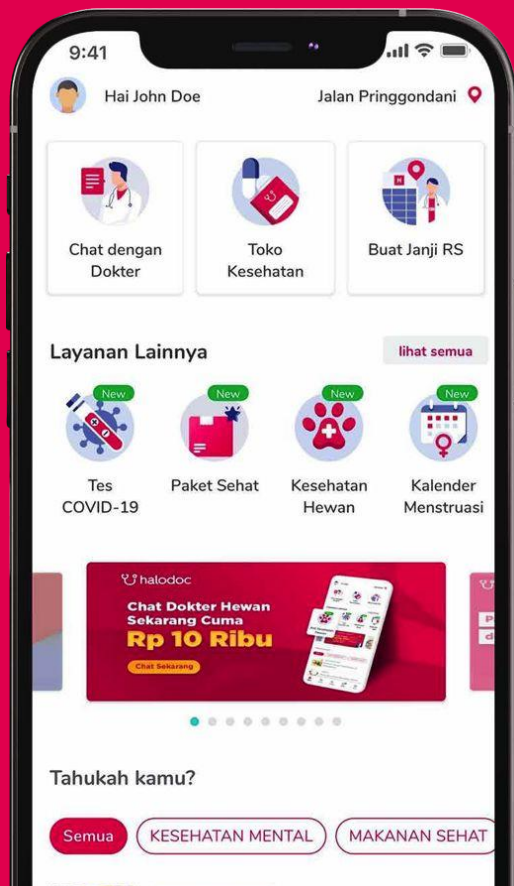 9:41
Hai John Doe
Jalan Pringgondani
Chat dengan
Dokter
Toko
Kesehatan
Buat Janji RS
Layanan Lainnya
lihat semua
New
New
New
New
Tes
COVID-19
Paket Sehat
Kesehatan
Hewan
Kalender
Menstruasi
halodoc
Chat Dokter Hewan
Sekarang Cuma
Rp 10 Ribu
Chat Sekarang
Tahukah kamu?
Semua
KESEHATAN MENTAL
MAKANAN SEHAT